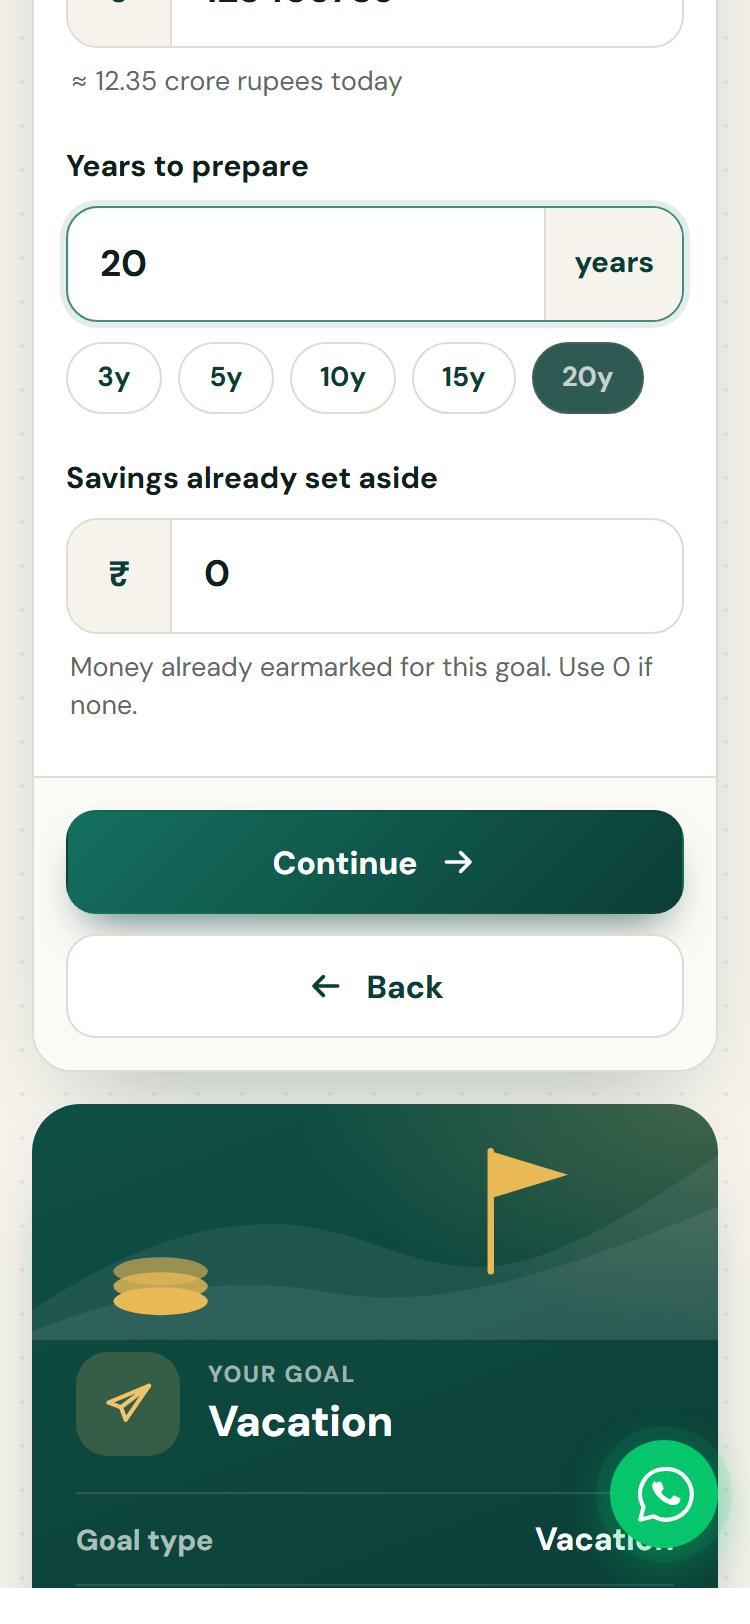 ≈ 12.35 crore rupees today
Years to prepare
20 years
3y 5y 10y 15y 20y
Savings already set aside
₹ 0
Money already earmarked for this goal. Use 0 if
none.
Continue →
← Back
YOUR GOAL
Vacation
Goal type Vacation